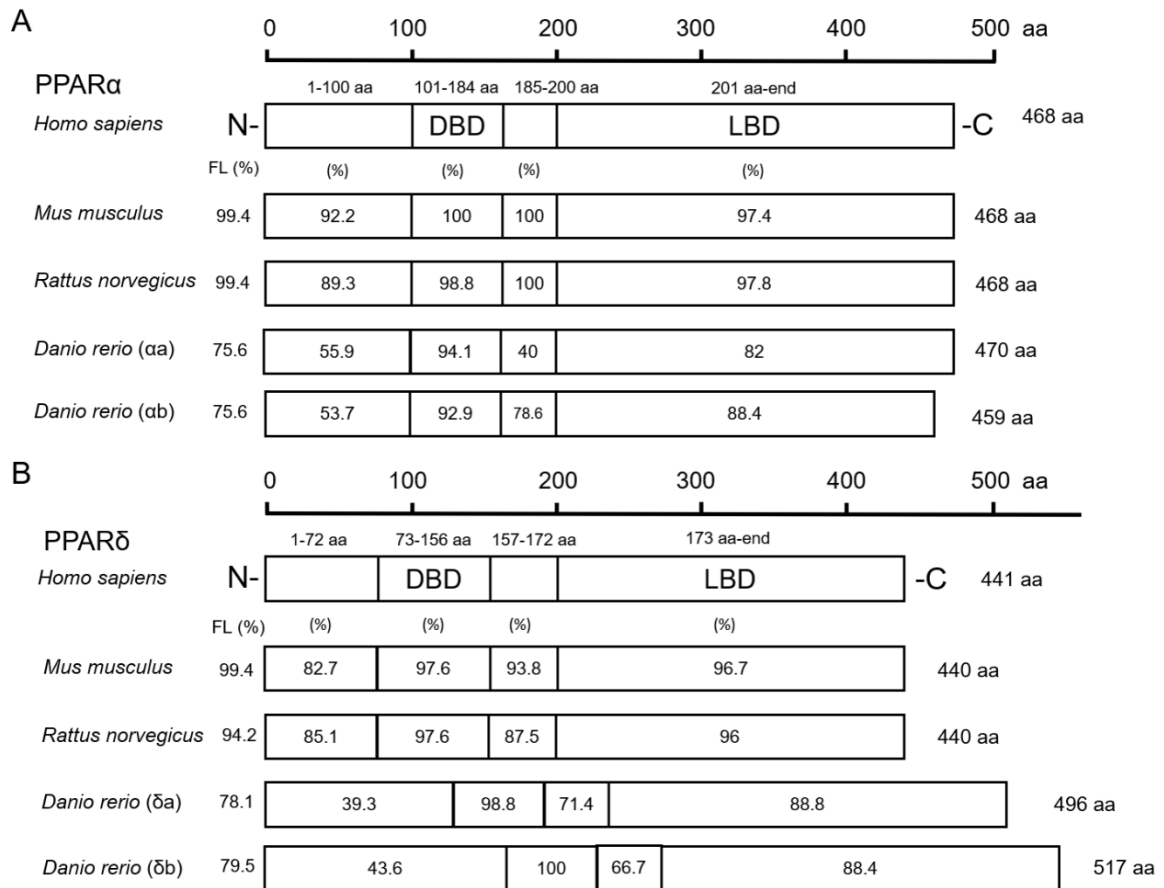 A
0 100 200 300 400 500 aa
PPARα
1-100 aa 101-184 aa 185-200 aa 201 aa-end
Homo sapiens N- DBD LBD -C 468 aa
FL (%) (%) (%) (%) (%)
Mus musculus 99.4 92.2 100 100 97.4 468 aa
Rattus norvegicus 99.4 89.3 98.8 100 97.8 468 aa
Danio rerio (αa) 75.6 55.9 94.1 40 82 470 aa
Danio rerio (αb) 75.6 53.7 92.9 78.6 88.4 459 aa
B
0 100 200 300 400 500 aa
PPARδ
1-72 aa 73-156 aa 157-172 aa 173 aa-end
Homo sapiens N- DBD LBD -C 441 aa
FL (%) (%) (%) (%) (%)
Mus musculus 99.4 82.7 97.6 93.8 96.7 440 aa
Rattus norvegicus 94.2 85.1 97.6 87.5 96 440 aa
Danio rerio (δa) 78.1 39.3 98.8 71.4 88.8 496 aa
Danio rerio (δb) 79.5 43.6 100 66.7 88.4 517 aa